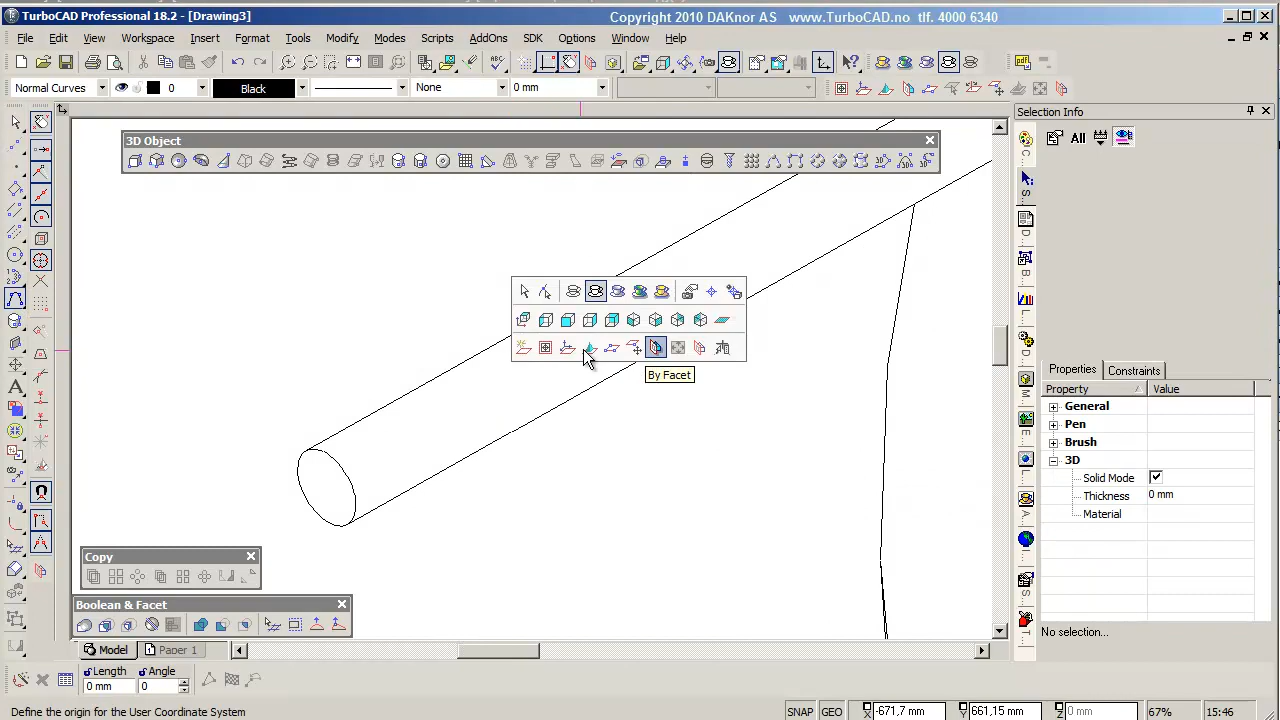 TurboCAD Professional 18.2 - [Drawing3]
Copyright 2010 DAKnor AS www.TurboCAD.no tlf. 4000 6340
File Edit View Workspace Insert Format Tools Modify Modes Scripts AddOns SDK Options Window Help
Normal Curves 0 Black None 0 mm
Selection Info
3D Object
All
By Facet
Properties Constraints
Property Value
General
Pen
Brush
3D
Solid Mode
Thickness 0 mm
Material
Copy
Boolean & Facet
No selection...
Model Paper 1
Length Angle
0 mm 0
Define the origin for the User Coordinate System
SNAP GEO X -671,7 mm Y 661,15 mm Z 0 mm 67% 15:46